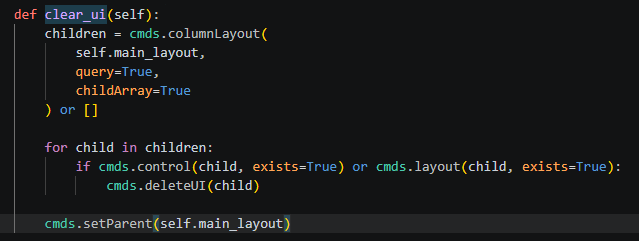 def clear_ui(self):
    children = cmds.columnLayout(
        self.main_layout,
        query=True,
        childArray=True
    ) or []

    for child in children:
        if cmds.control(child, exists=True) or cmds.layout(child, exists=True):
            cmds.deleteUI(child)

    cmds.setParent(self.main_layout)